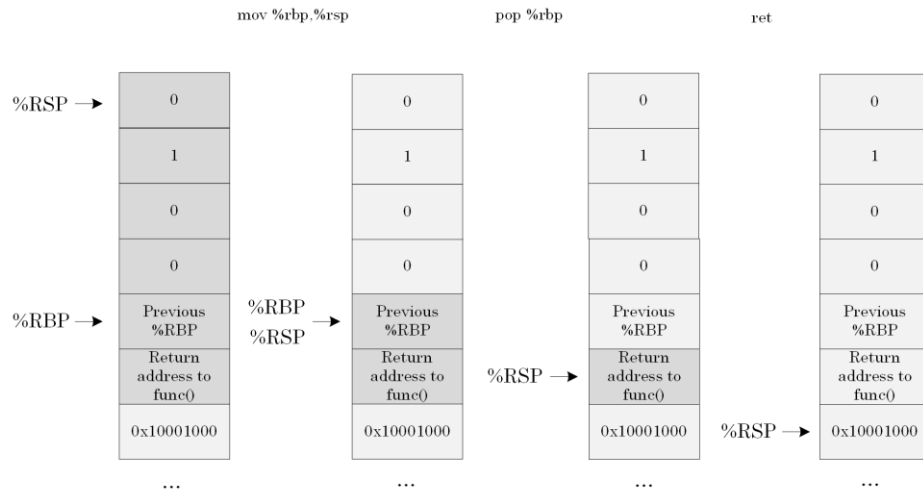 mov %rbp,%rsp
pop %rbp
ret
%RSP
0
0
0
0
1
1
1
1
0
0
0
0
0
0
0
0
%RBP
Previous
%RBP
%RBP
%RSP
Previous
%RBP
Previous
%RBP
Previous
%RBP
Return
address to
func()
Return
address to
func()
%RSP
Return
address to
func()
Return
address to
func()
0x10001000
0x10001000
0x10001000
%RSP
0x10001000
...
...
...
...